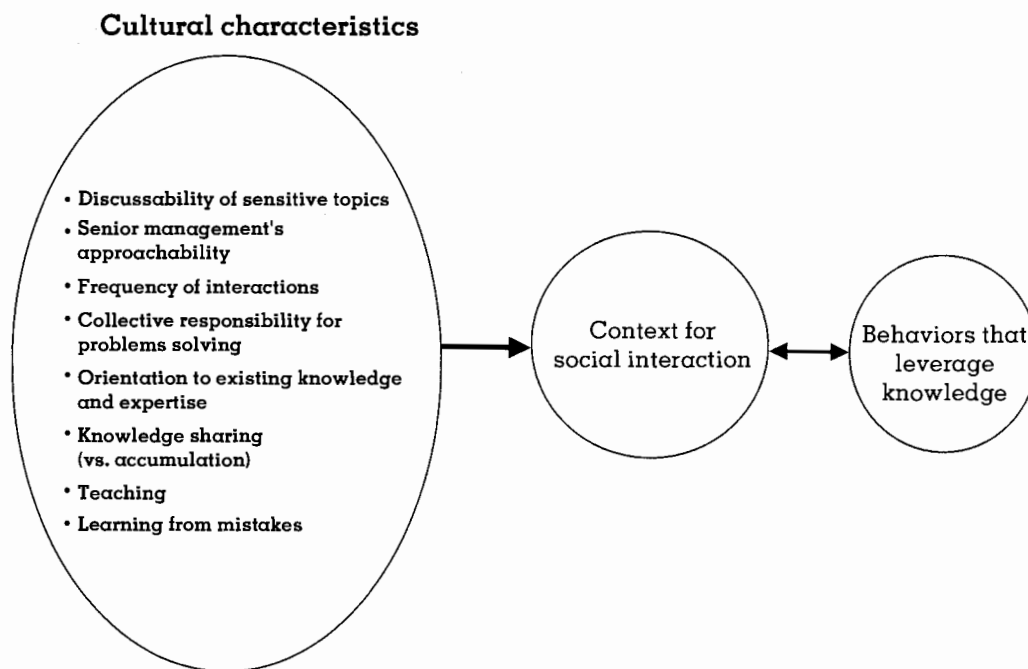 Cultural characteristics
• Discussability of sensitive topics
• Senior management's
approachability
• Frequency of interactions
• Collective responsibility for
problems solving
• Orientation to existing knowledge
and expertise
• Knowledge sharing
(vs. accumulation)
• Teaching
• Learning from mistakes
Context for
social interaction
Behaviors that
leverage
knowledge